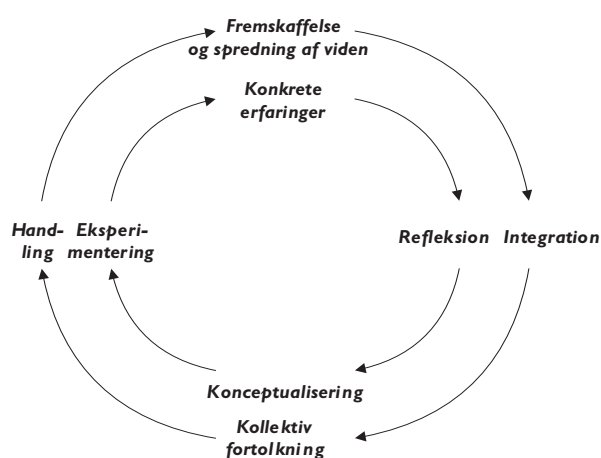 Fremskaffelse
og spredning af viden
Konkrete
erfaringer
Hand-
ling
Eksperi-
mentering
Refleksion
Integration
Konceptualisering
Kollektiv
fortolkning